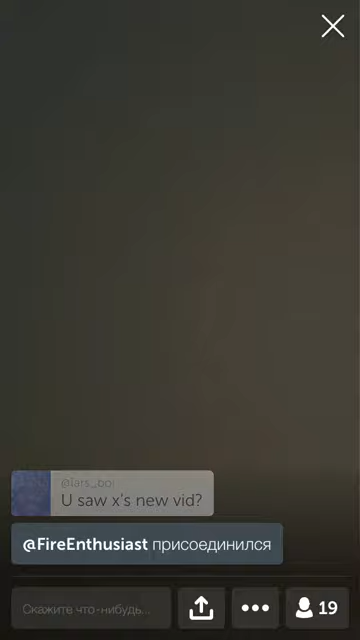 @lars_boi
U saw x's new vid?
@FireEnthusiast присоединился
Скажите что-нибудь...
19